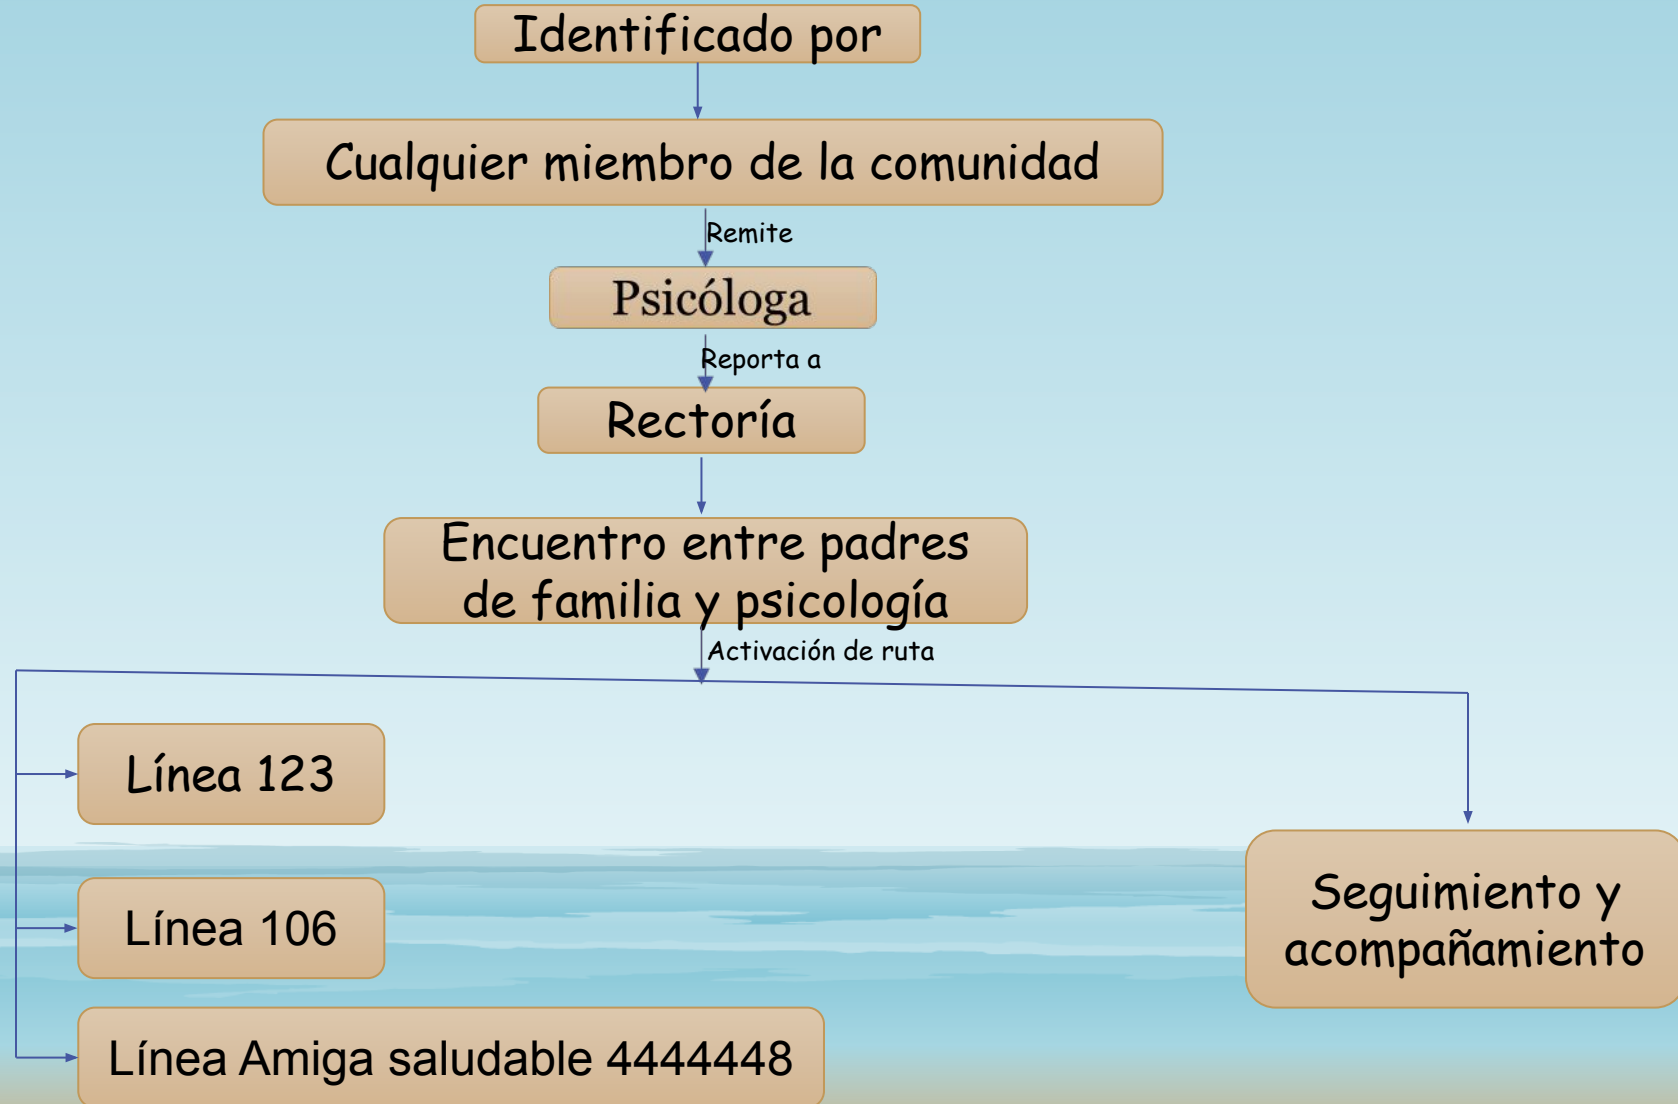 Identificado por
Cualquier miembro de la comunidad
Remite
Psicóloga
Reporta a
Rectoría
Encuentro entre padres
de familia y psicología
Activación de ruta
Línea 123
Línea 106
Línea Amiga saludable 4444448
Seguimiento y
acompañamiento